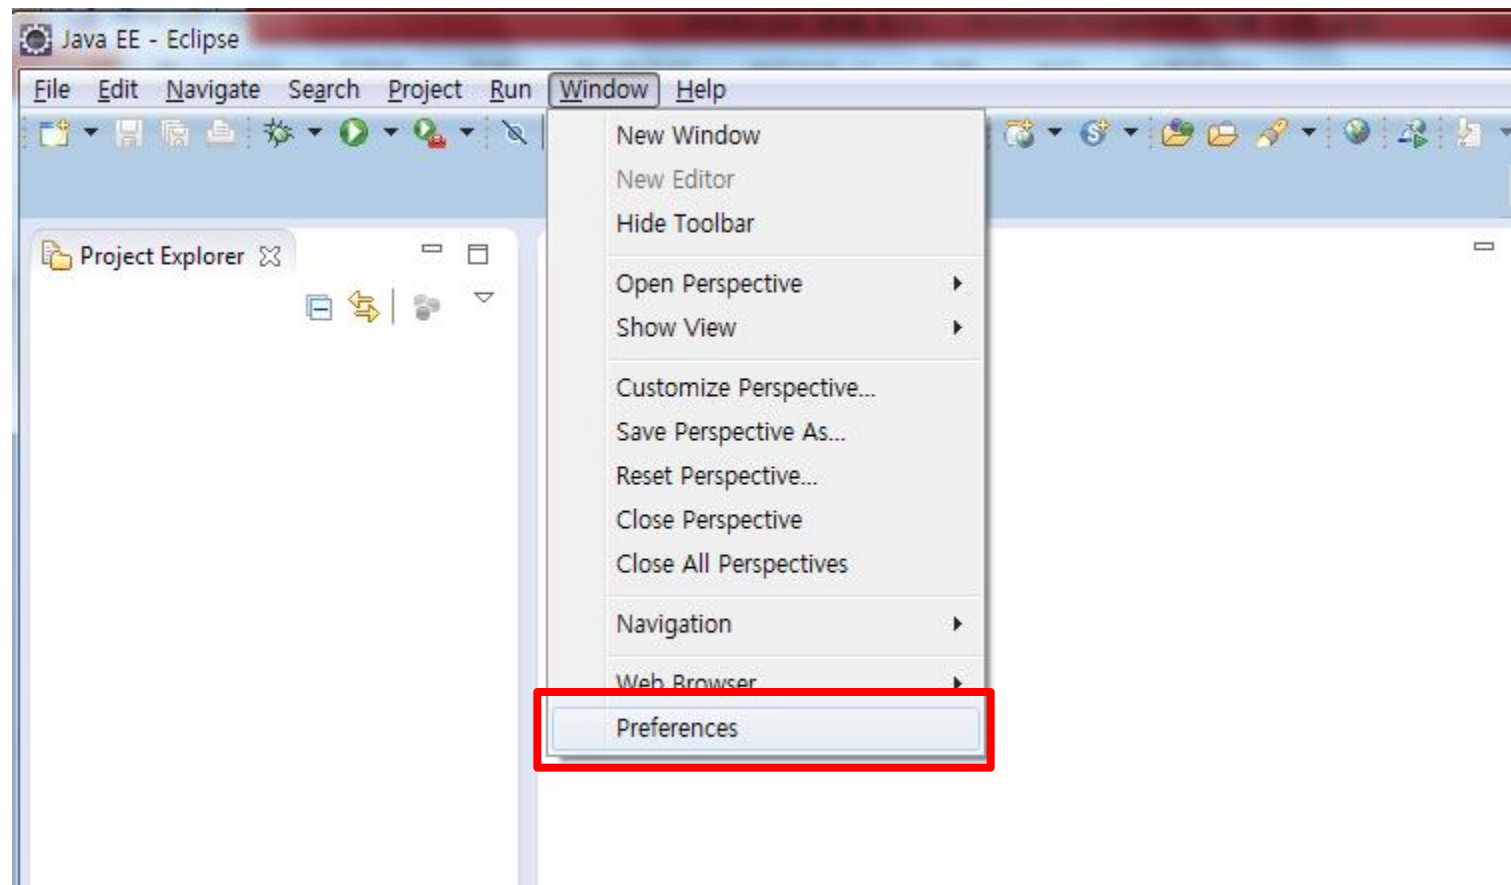 Java EE - Eclipse
File Edit Navigate Search Project Run Window Help
New Window
New Editor
Hide Toolbar
Project Explorer
Open Perspective
Show View
Customize Perspective...
Save Perspective As...
Reset Perspective...
Close Perspective
Close All Perspectives
Navigation
Web Browser
Preferences